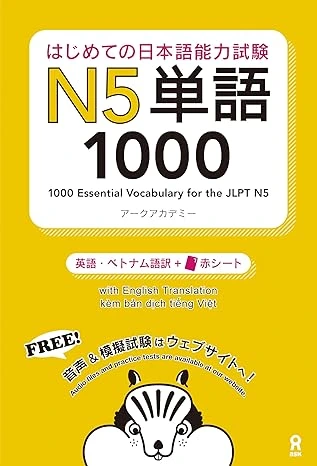 はじめての日本語能力試験
N5単語
1000
1000 Essential Vocabulary for the JLPT N5
アークアカデミー
英語・ベトナム語訳 + 赤シート
with English Translation
kèm bản dịch tiếng Việt
FREE!
音声 & 模擬試験はウェブサイトへ!
Audio files and practice tests are available at our website.
ASK